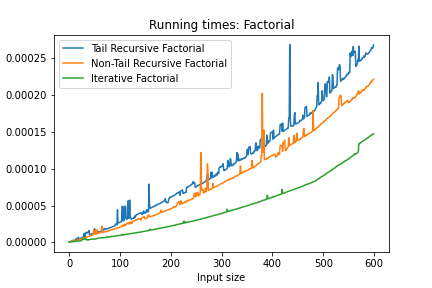 Running times: Factorial
Tail Recursive Factorial
Non-Tail Recursive Factorial
Iterative Factorial
0.00025
0.00020
0.00015
0.00010
0.00005
0.00000
0 100 200 300 400 500 600
Input size